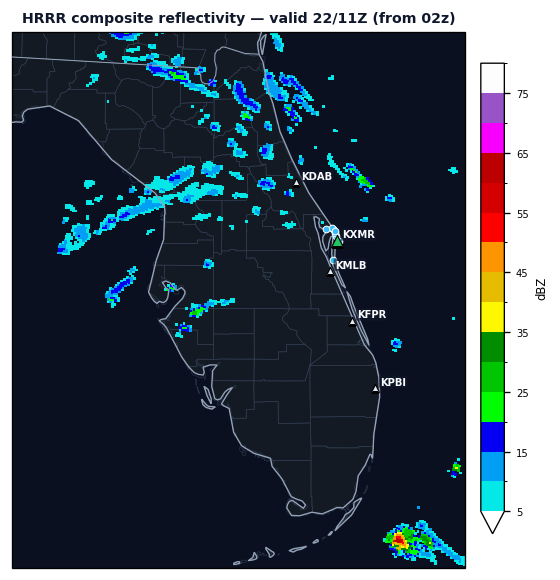 HRRR composite reflectivity — valid 22/11Z (from 02z)
KDAB
KXMR
KMLB
KFPR
KPBI
75
65
55
45
35
25
15
5
dBZ